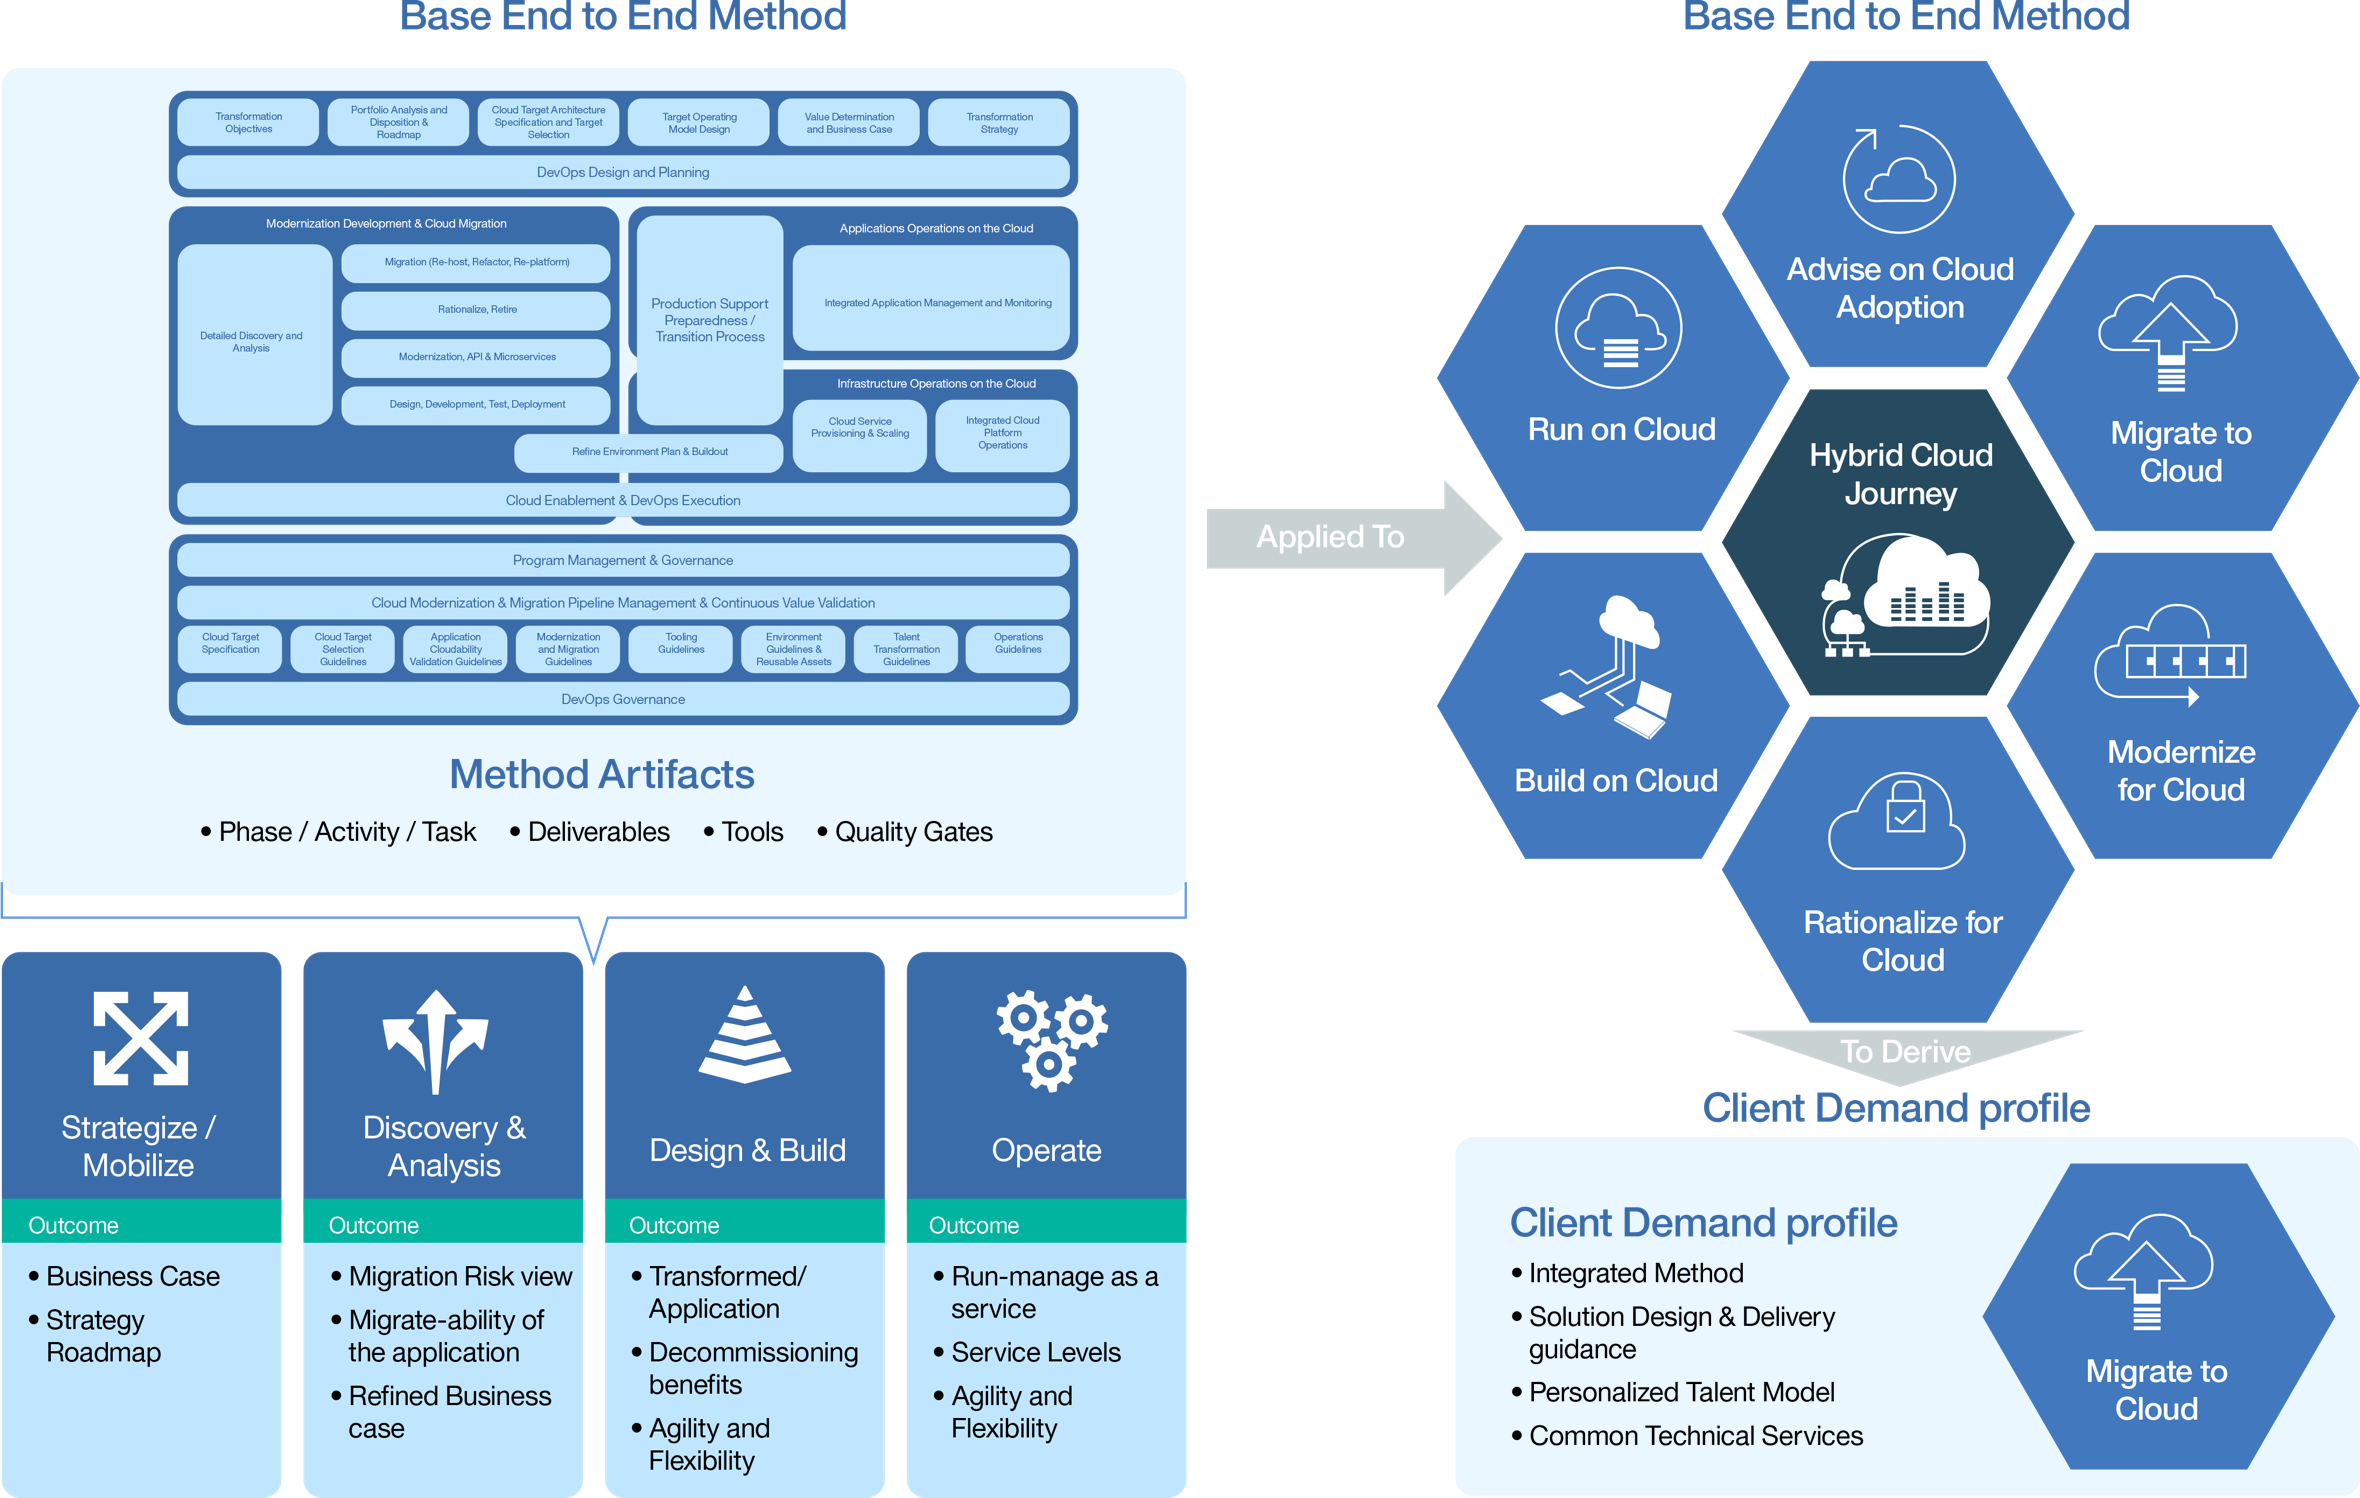 Base End to End Method
Transformation
Objectives
Portfolio Analysis and
Disposition &
Roadmap
Cloud Target Architecture
Specification and Target
Selection
Target Operating
Model Design
Value Determination
and Business Case
Transformation
Strategy
DevOps Design and Planning
Modernization Development & Cloud Migration
Detailed Discovery and
Analysis
Migration (Re-host, Refactor, Re-platform)
Rationalize, Retire
Modernization, API & Microservices
Design, Development, Test, Deployment
Production Support
Preparedness /
Transition Process
Applications Operations on the Cloud
Integrated Application Management and Monitoring
Infrastructure Operations on the Cloud
Cloud Service
Provisioning & Scaling
Integrated Cloud
Platform
Operations
Refine Environment Plan & Buildout
Cloud Enablement & DevOps Execution
Program Management & Governance
Cloud Modernization & Migration Pipeline Management & Continuous Value Validation
Cloud Target
Specification
Cloud Target
Selection
Guidelines
Application
Cloudability
Validation Guidelines
Modernization
and Migration
Guidelines
Tooling
Guidelines
Environment
Guidelines &
Reusable Assets
Talent
Transformation
Guidelines
Operations
Guidelines
DevOps Governance
Method Artifacts
• Phase / Activity / Task • Deliverables • Tools • Quality Gates
Strategize /
Mobilize
Outcome
• Business Case
• Strategy
Roadmap
Discovery &
Analysis
Outcome
• Migration Risk view
• Migrate-ability of
the application
• Refined Business
case
Design & Build
Outcome
• Transformed/
Application
• Decommissioning
benefits
• Agility and
Flexibility
Operate
Outcome
• Run-manage as a
service
• Service Levels
• Agility and
Flexibility
Applied To
Base End to End Method
Advise on Cloud
Adoption
Run on Cloud
Migrate to
Cloud
Hybrid Cloud
Journey
Build on Cloud
Modernize
for Cloud
Rationalize for
Cloud
To Derive
Client Demand profile
Client Demand profile
• Integrated Method
• Solution Design & Delivery
guidance
• Personalized Talent Model
• Common Technical Services
Migrate to
Cloud